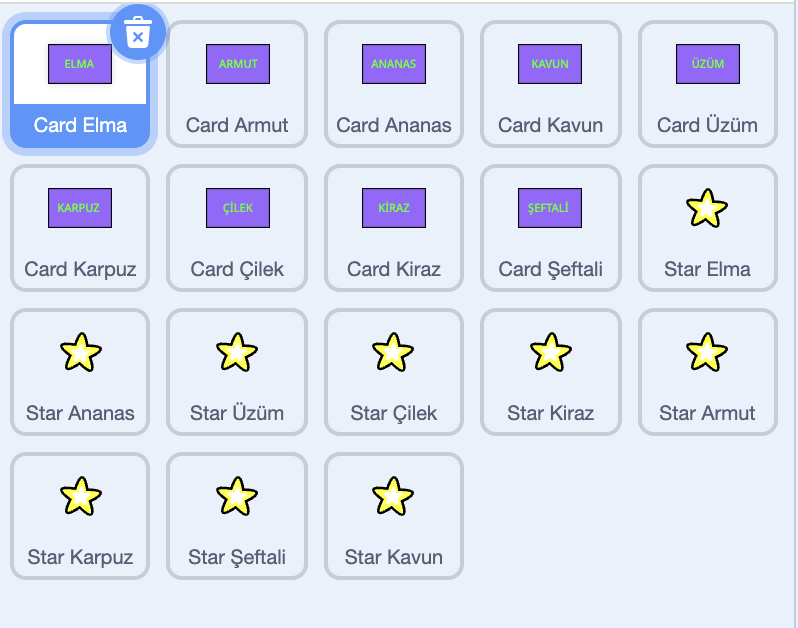 ELMA
Card Elma
ARMUT
Card Armut
ANANAS
Card Ananas
KAVUN
Card Kavun
ÜZÜM
Card Üzüm
KARPUZ
Card Karpuz
ÇİLEK
Card Çilek
KİRAZ
Card Kiraz
ŞEFTALİ
Card Şeftali
Star Elma
Star Ananas
Star Üzüm
Star Çilek
Star Kiraz
Star Armut
Star Karpuz
Star Şeftali
Star Kavun